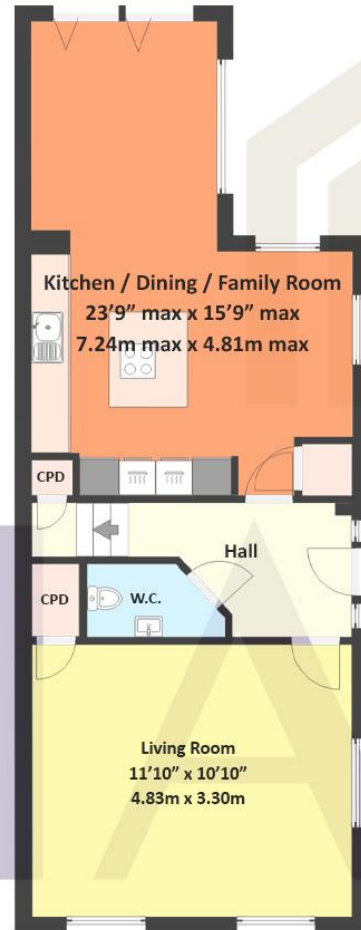 Kitchen / Dining / Family Room
23’9” max x 15’9” max
7.24m max x 4.81m max
CPD
Hall
CPD
W.C.
Living Room
11’10” x 10’10”
4.83m x 3.30m